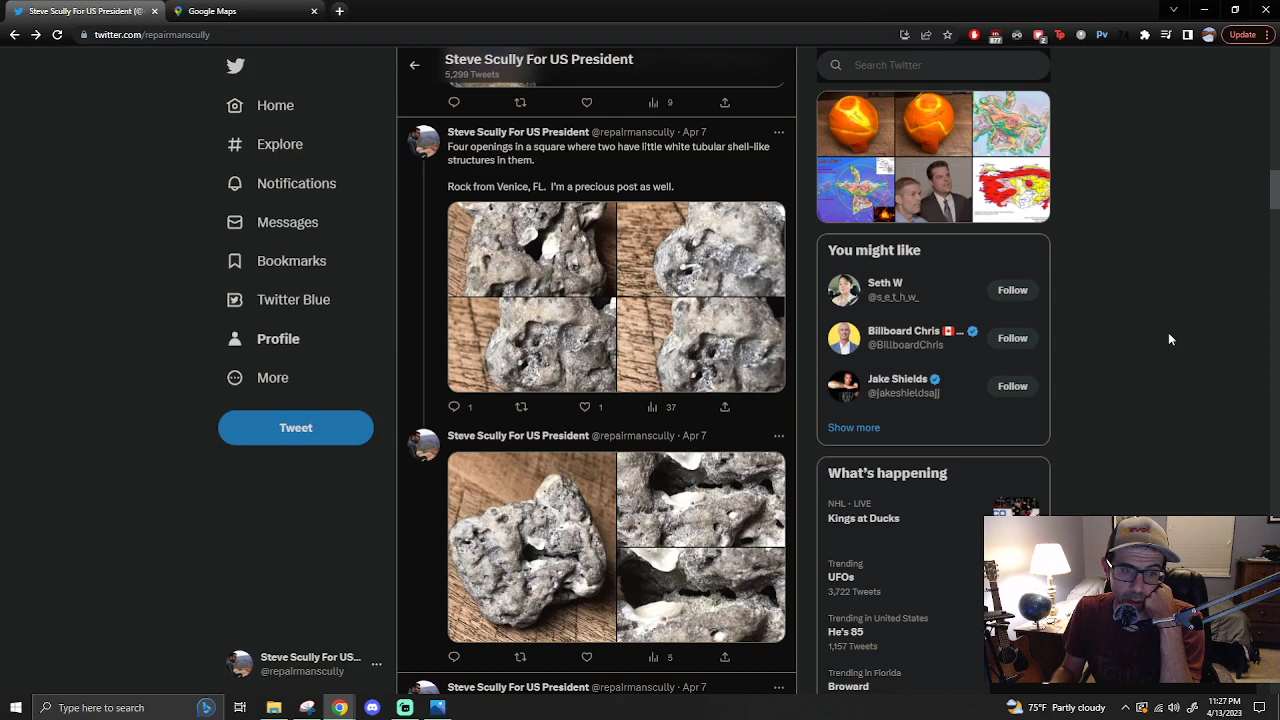 Steve Scully For US President (@
Google Maps
twitter.com/repairmanscully
877
2
Pv
74
Update
Home
Explore
Notifications
Messages
Bookmarks
Twitter Blue
Profile
More
Tweet
Steve Scully For US...
@repairmanscully
Steve Scully For US President
5,299 Tweets
9
Steve Scully For US President @repairmanscully · Apr 7
Four openings in a square where two have little white tubular shell-like
structures in them.
Rock from Venice, FL. I'm a precious post as well.
1
1
37
Steve Scully For US President @repairmanscully · Apr 7
5
Steve Scully For US President @repairmanscully · Apr 7
Search Twitter
You might like
Seth W
@s_e_t_h_w_
Follow
Billboard Chris ...
@BillboardChris
Follow
Jake Shields
@jakeshieldsajj
Follow
Show more
What's happening
NHL · LIVE
Kings at Ducks
Trending
UFOs
3,722 Tweets
Trending in United States
He's 85
1,157 Tweets
Trending in Florida
Broward
Type here to search
75°F Partly cloudy
11:27 PM
4/13/2023